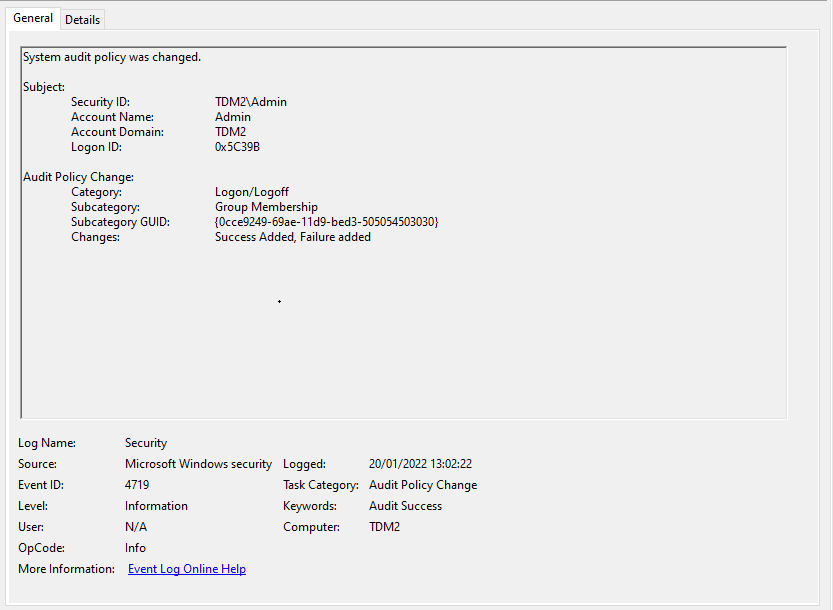 General Details
System audit policy was changed.
Subject:
Security ID: TDM2\Admin
Account Name: Admin
Account Domain: TDM2
Logon ID: 0x5C39B
Audit Policy Change:
Category: Logon/Logoff
Subcategory: Group Membership
Subcategory GUID: {0cce9249-69ae-11d9-bed3-505054503030}
Changes: Success Added, Failure added
Log Name: Security
Source: Microsoft Windows security Logged: 20/01/2022 13:02:22
Event ID: 4719 Task Category: Audit Policy Change
Level: Information Keywords: Audit Success
User: N/A Computer: TDM2
OpCode: Info
More Information: Event Log Online Help